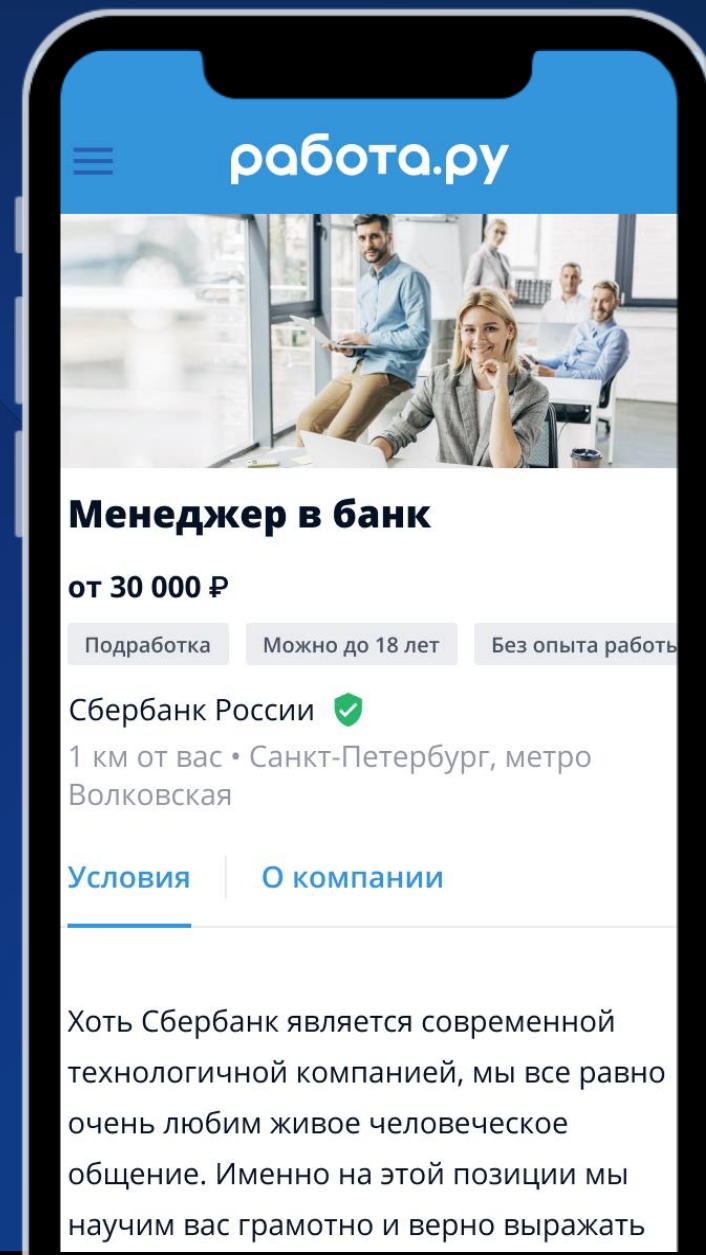 работа.ру
Менеджер в банк
от 30 000 ₽
Подработка Можно до 18 лет Без опыта работы
Сбербанк России
1 км от вас • Санкт-Петербург, метро
Волковская
Условия О компании
Хоть Сбербанк является современной
технологичной компанией, мы все равно
очень любим живое человеческое
общение. Именно на этой позиции мы
научим вас грамотно и верно выражать